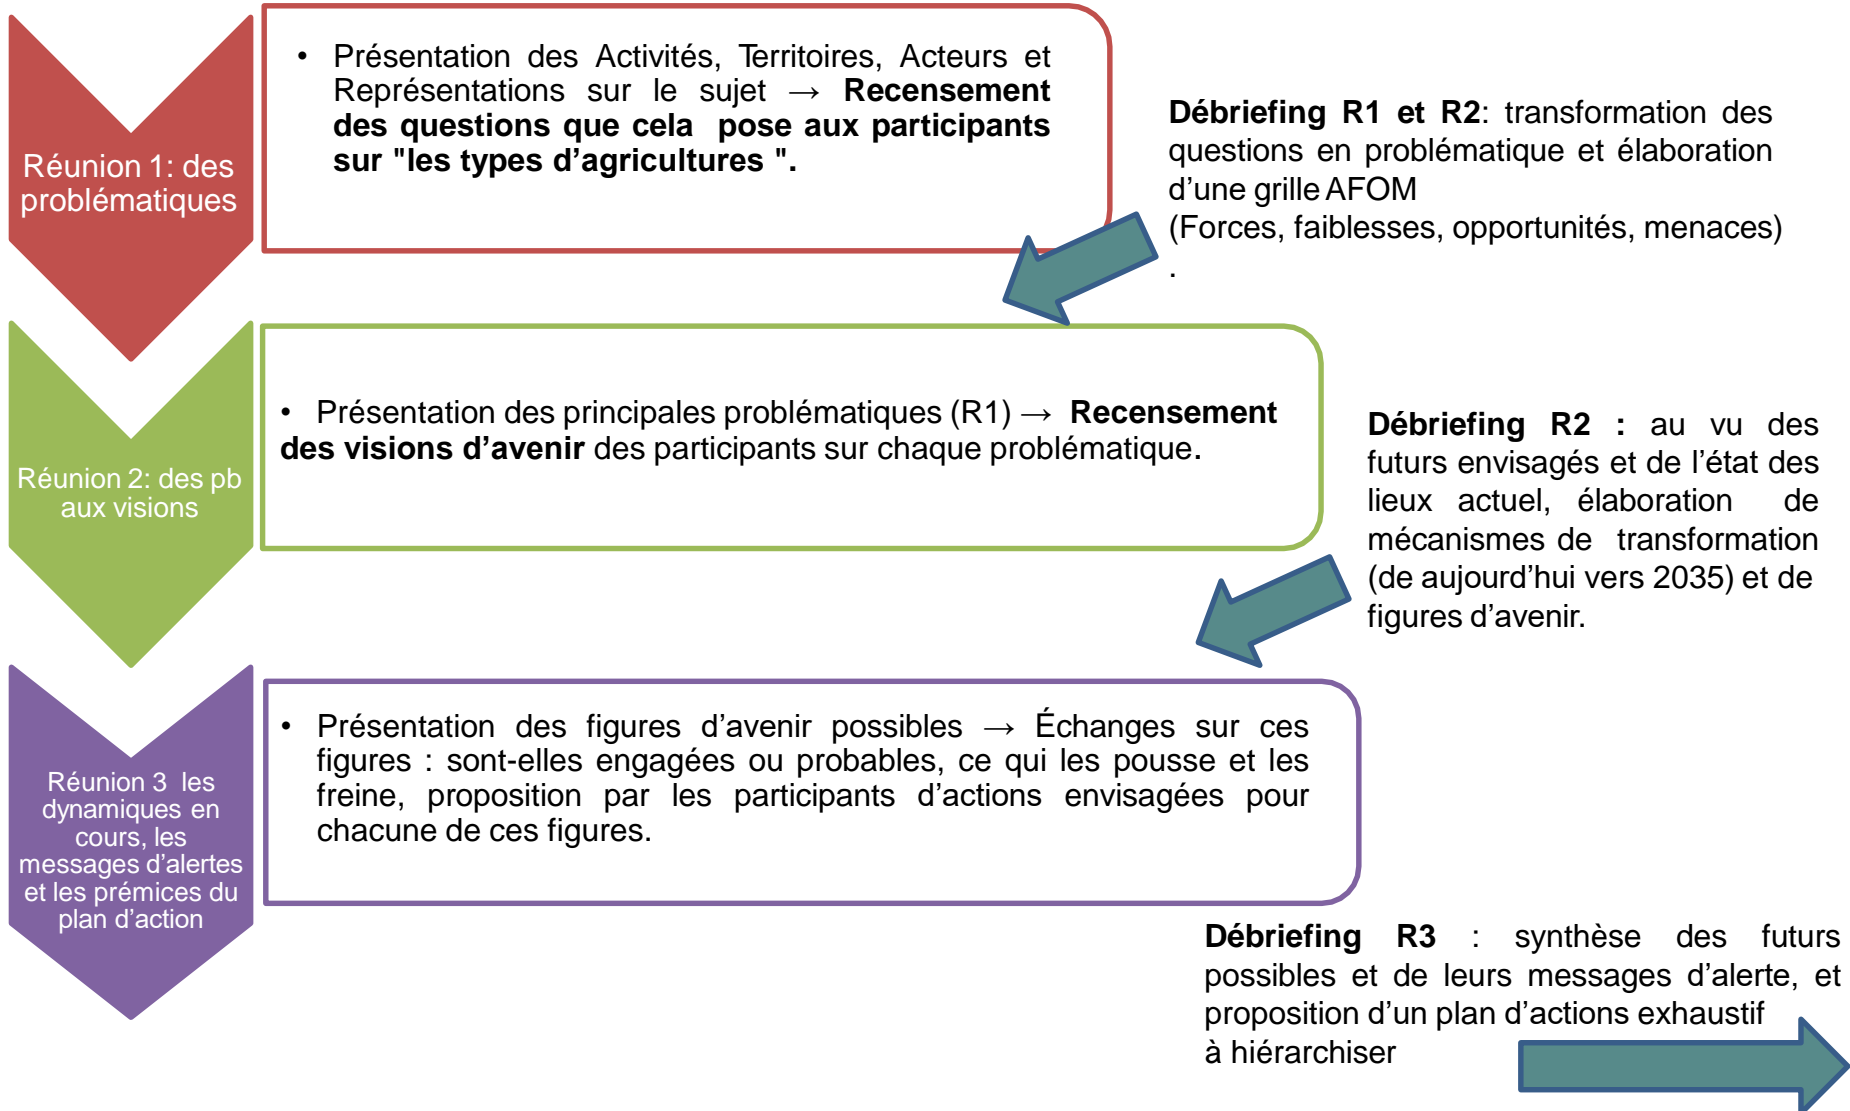 Réunion 1: des
problématiques
• Présentation des Activités, Territoires, Acteurs et
Représentations sur le sujet → Recensement
des questions que cela pose aux participants
sur "les types d’agricultures ".
Débriefing R1 et R2: transformation des
questions en problématique et élaboration
d’une grille AFOM
(Forces, faiblesses, opportunités, menaces)
.
Réunion 2: des pb
aux visions
• Présentation des principales problématiques (R1) → Recensement
des visions d’avenir des participants sur chaque problématique.
Débriefing R2 : au vu des
futurs envisagés et de l’état des
lieux actuel, élaboration de
mécanismes de transformation
(de aujourd’hui vers 2035) et de
figures d’avenir.
Réunion 3 les
dynamiques en
cours, les
messages d’alertes
et les prémices du
plan d’action
• Présentation des figures d’avenir possibles → Échanges sur ces
figures : sont-elles engagées ou probables, ce qui les pousse et les
freine, proposition par les participants d’actions envisagées pour
chacune de ces figures.
Débriefing R3 : synthèse des futurs
possibles et de leurs messages d’alerte, et
proposition d’un plan d’actions exhaustif
à hiérarchiser